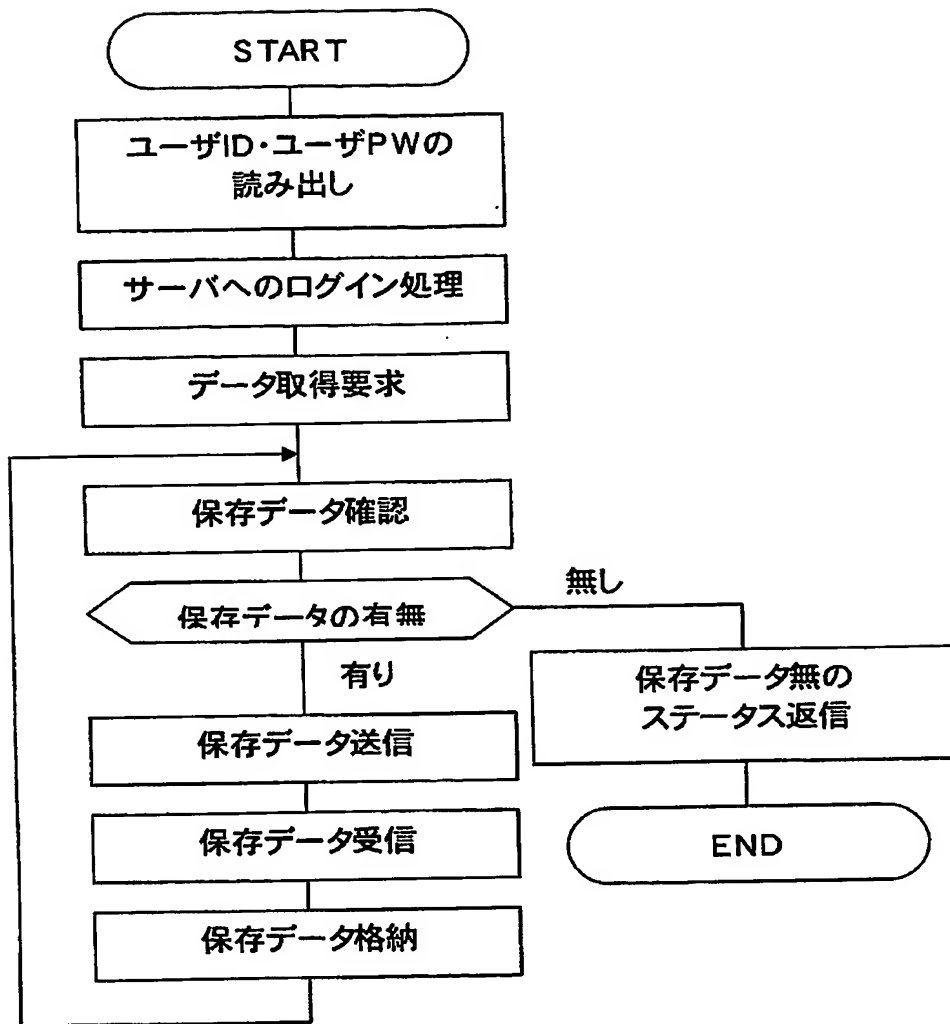 START
ユーザID・ユーザPWの
読み出し
サーバへのログイン処理
データ取得要求
保存データ確認
保存データの有無
無し
有り
保存データ無の
ステータス返信
保存データ送信
保存データ受信
END
保存データ格納